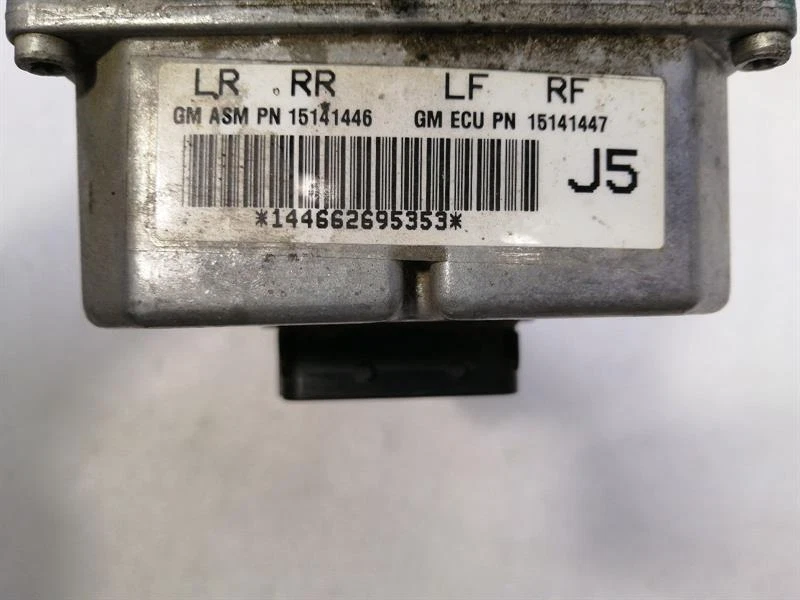 LR RR LF RF
GM ASM PN 15141446 GM ECU PN 15141447
J5
*144662695353*